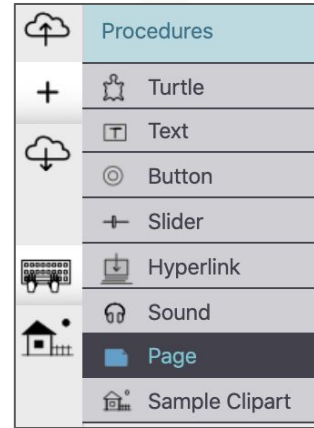 Procedures
Turtle
Text
Button
Slider
Hyperlink
Sound
Page
Sample Clipart